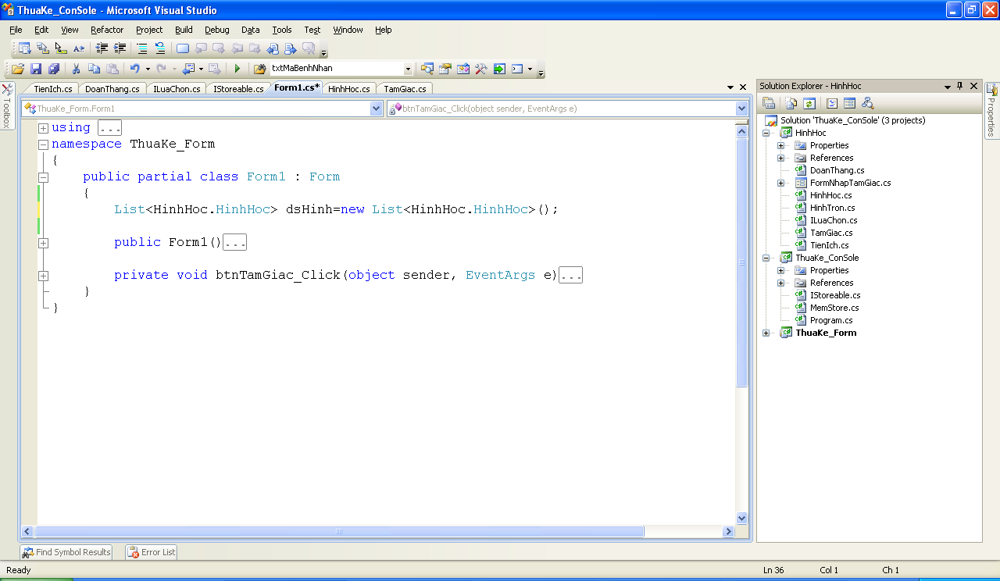 ThuaKe_ConSole - Microsoft Visual Studio
File Edit View Refactor Project Build Debug Data Tools Test Window Help
txtMaBenhNhan
TienIch.cs DoanThang.cs ILuaChon.cs IStoreable.cs Form1.cs* HinhHoc.cs TamGiac.cs
ThuaKe_Form.Form1 btnTamGiac_Click(object sender, EventArgs e)
Toolbox
using ...
namespace ThuaKe_Form
{
public partial class Form1 : Form
{
List<HinhHoc.HinhHoc> dsHinh=new List<HinhHoc.HinhHoc>();
public Form1()...
private void btnTamGiac_Click(object sender, EventArgs e)...
}
}
Solution Explorer - HinhHoc
Properties
Solution 'ThuaKe_ConSole' (3 projects)
HinhHoc
Properties
References
DoanThang.cs
FormNhapTamGiac.cs
HinhHoc.cs
HinhTron.cs
ILuaChon.cs
TamGiac.cs
TienIch.cs
ThuaKe_ConSole
Properties
References
IStoreable.cs
MemStore.cs
Program.cs
ThuaKe_Form
Find Symbol Results Error List
Ready Ln 36 Col 1 Ch 1